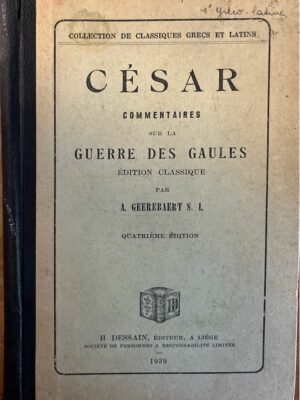 COLLECTION DE CLASSIQUES GRECS ET LATINS
CÉSAR
COMMENTAIRES
SUR LA
GUERRE DES GAULES
ÉDITION CLASSIQUE
PAR
A. GEEREBAERT S. I.
QUATRIÈME ÉDITION
H. DESSAIN, ÉDITEUR, A LIÉGE
SOCIÉTÉ DE PERSONNES A RESPONSABILITÉ LIMITÉE
1939